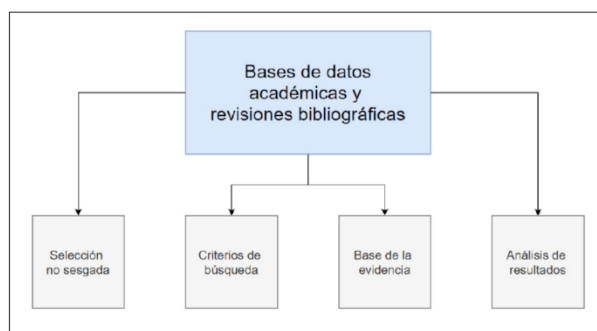 Bases de datos
académicas y
revisiones bibliográficas
Selección
no sesgada
Criterios de
búsqueda
Base de la
evidencia
Análisis de
resultados